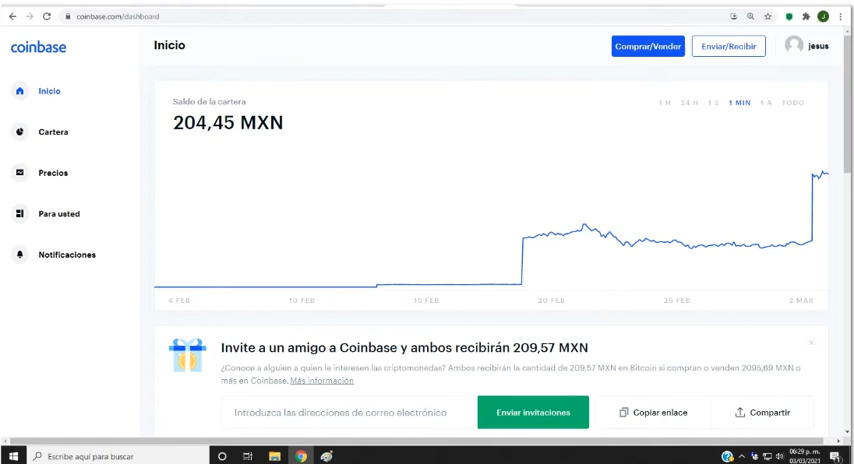 coinbase.com/dashboard
J
coinbase
Inicio
Comprar/Vender
Enviar/Recibir
jesus
Inicio
Cartera
Precios
Para usted
Notificaciones
Saldo de la cartera
204,45 MXN
1 H 24 H 1 S 1 MIN 1 A TODO
4 FEB 10 FEB 15 FEB 20 FEB 25 FEB 2 MAR
Invite a un amigo a Coinbase y ambos recibirán 209,57 MXN
¿Conoce a alguien a quien le interesen las criptomonedas? Ambos recibirán la cantidad de 209,57 MXN en Bitcoin si compran o venden 2095,69 MXN o
más en Coinbase. Más información
Introduzca las direcciones de correo electrónico
Enviar invitaciones
Copiar enlace
Compartir
Escribe aquí para buscar
06:29 p. m.
03/03/2021